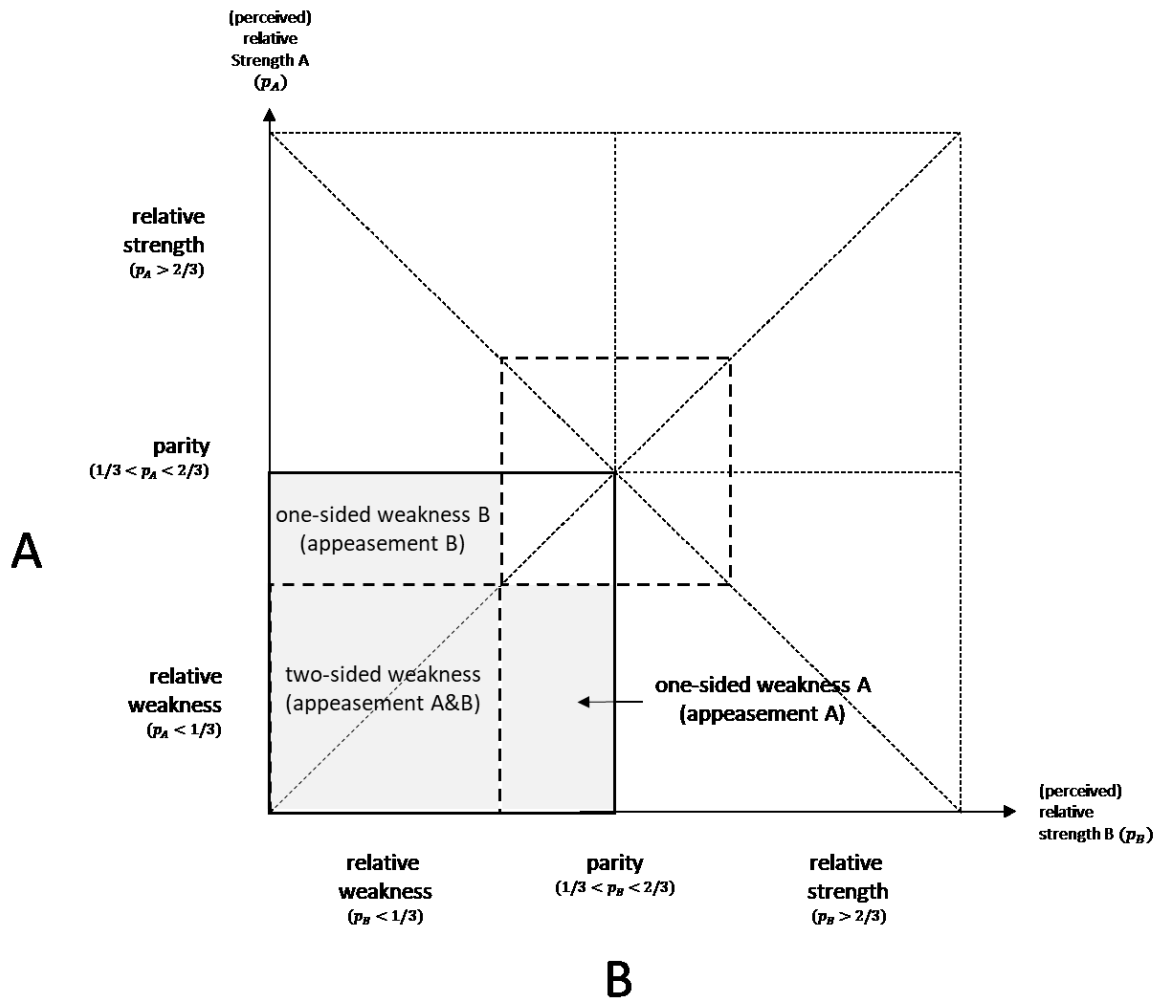 (perceived)
relative
Strength A
(p_A)
relative
strength
(p_A > 2/3)
parity
(1/3 < p_A < 2/3)
one-sided weakness B
(appeasement B)
A
relative
weakness
(p_A < 1/3)
two-sided weakness
(appeasement A&B)
one-sided weakness A
(appeasement A)
(perceived)
relative
strength B (p_B)
relative
weakness
(p_B < 1/3)
parity
(1/3 < p_B < 2/3)
relative
strength
(p_B > 2/3)
B